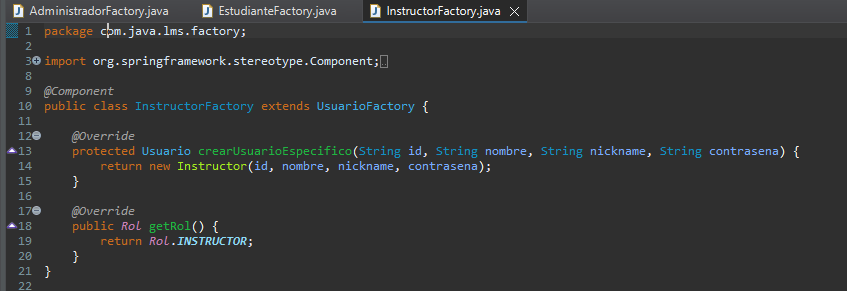 AdministradorFactory.java EstudianteFactory.java InstructorFactory.java
1 package com.java.lms.factory;
2
3 import org.springframework.stereotype.Component;
8
9 @Component
10 public class InstructorFactory extends UsuarioFactory {
11
12 @Override
13 protected Usuario crearUsuarioEspecifico(String id, String nombre, String nickname, String contrasena) {
14 return new Instructor(id, nombre, nickname, contrasena);
15 }
16
17 @Override
18 public Rol getRol() {
19 return Rol.INSTRUCTOR;
20 }
21 }
22